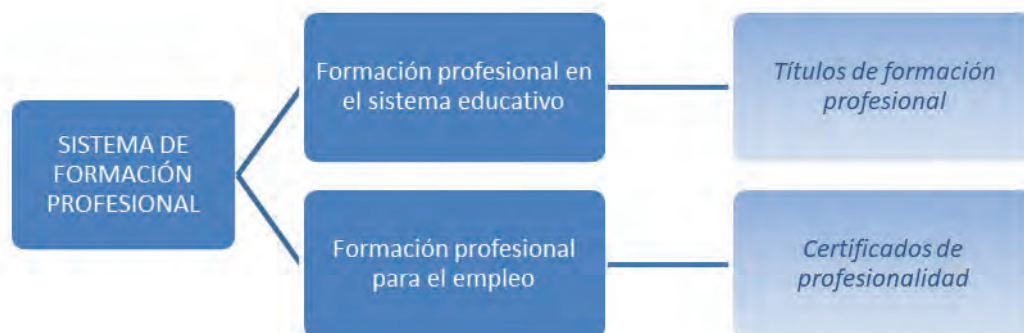 SISTEMA DE
FORMACIÓN
PROFESIONAL
Formación profesional en
el sistema educativo
Títulos de formación
profesional
Formación profesional
para el empleo
Certificados de
profesionalidad